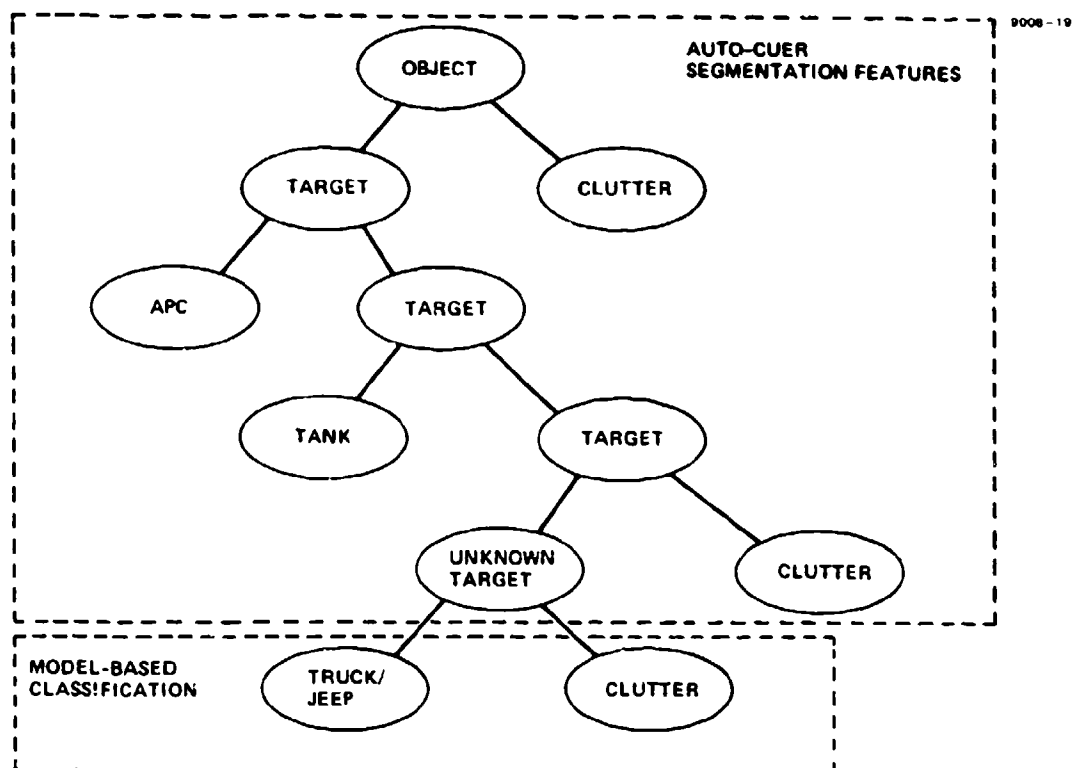 9008-19
AUTO-CUER
SEGMENTATION FEATURES
OBJECT
TARGET
CLUTTER
APC
TARGET
TANK
TARGET
UNKNOWN
TARGET
CLUTTER
MODEL-BASED
CLASSIFICATION
TRUCK/
JEEP
CLUTTER